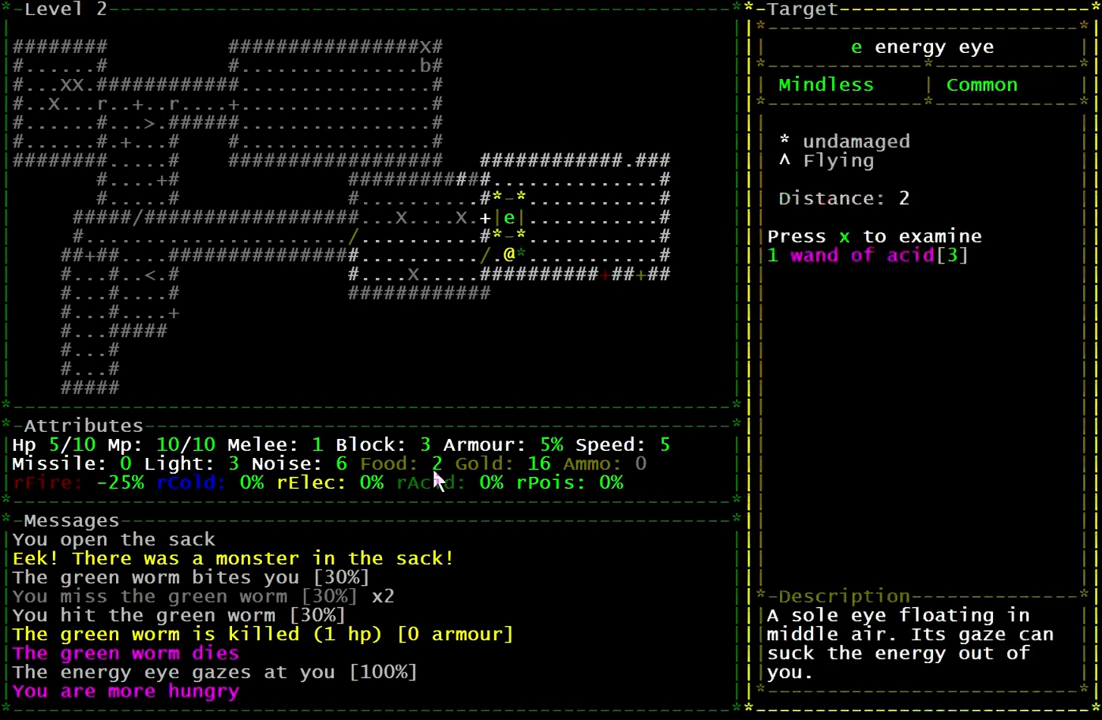 Level 2
Attributes
Hp 5/10 Mp: 10/10 Melee: 1 Block: 3 Armour: 5% Speed: 5
Missile: 0 Light: 3 Noise: 6 Food: 2 Gold: 16 Ammo: 0
rFire: -25% rCold: 0% rElec: 0% rAcid: 0% rPois: 0%
Messages
You open the sack
Eek! There was a monster in the sack!
The green worm bites you [30%]
You miss the green worm [30%] x2
You hit the green worm [30%]
The green worm is killed (1 hp) [0 armour]
The green worm dies
The energy eye gazes at you [100%]
You are more hungry
Target
e energy eye
Mindless | Common
* undamaged
^ Flying
Distance: 2
Press x to examine
1 wand of acid[3]
Description
A sole eye floating in
middle air. Its gaze can
suck the energy out of
you.